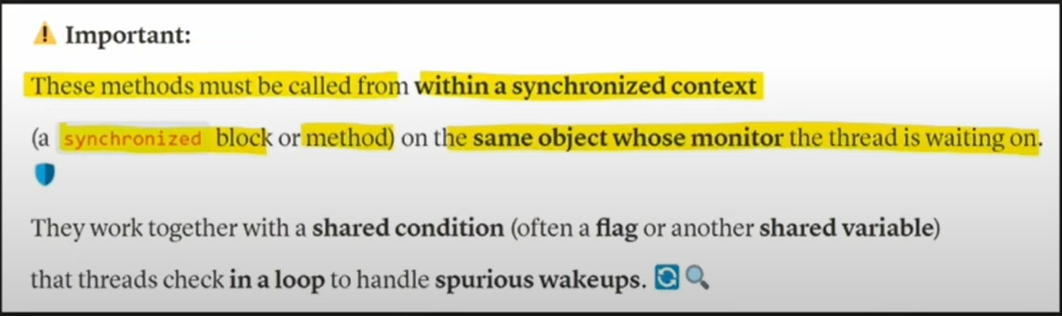 ⚠️ Important:
These methods must be called from within a synchronized context
(a synchronized block or method) on the same object whose monitor the thread is waiting on.
🛡️
They work together with a shared condition (often a flag or another shared variable)
that threads check in a loop to handle spurious wakeups. 🔄🔍